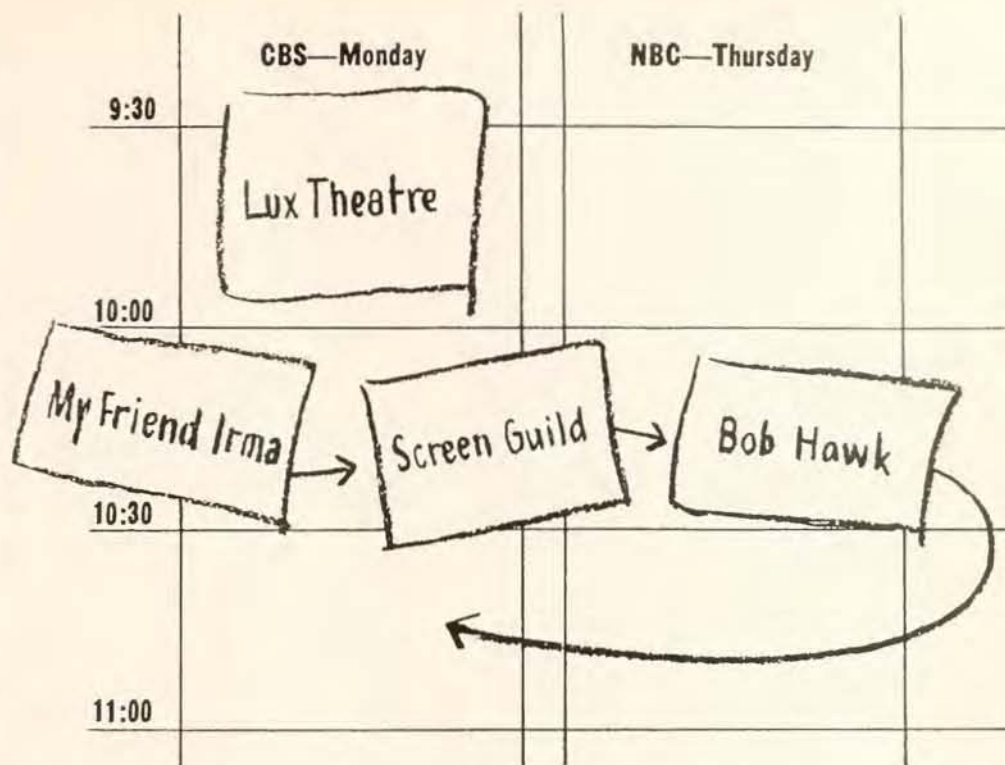 CBS—Monday
NBC—Thursday
9:30
Lux Theatre
10:00
My Friend Irma
Screen Guild
Bob Hawk
10:30
11:00